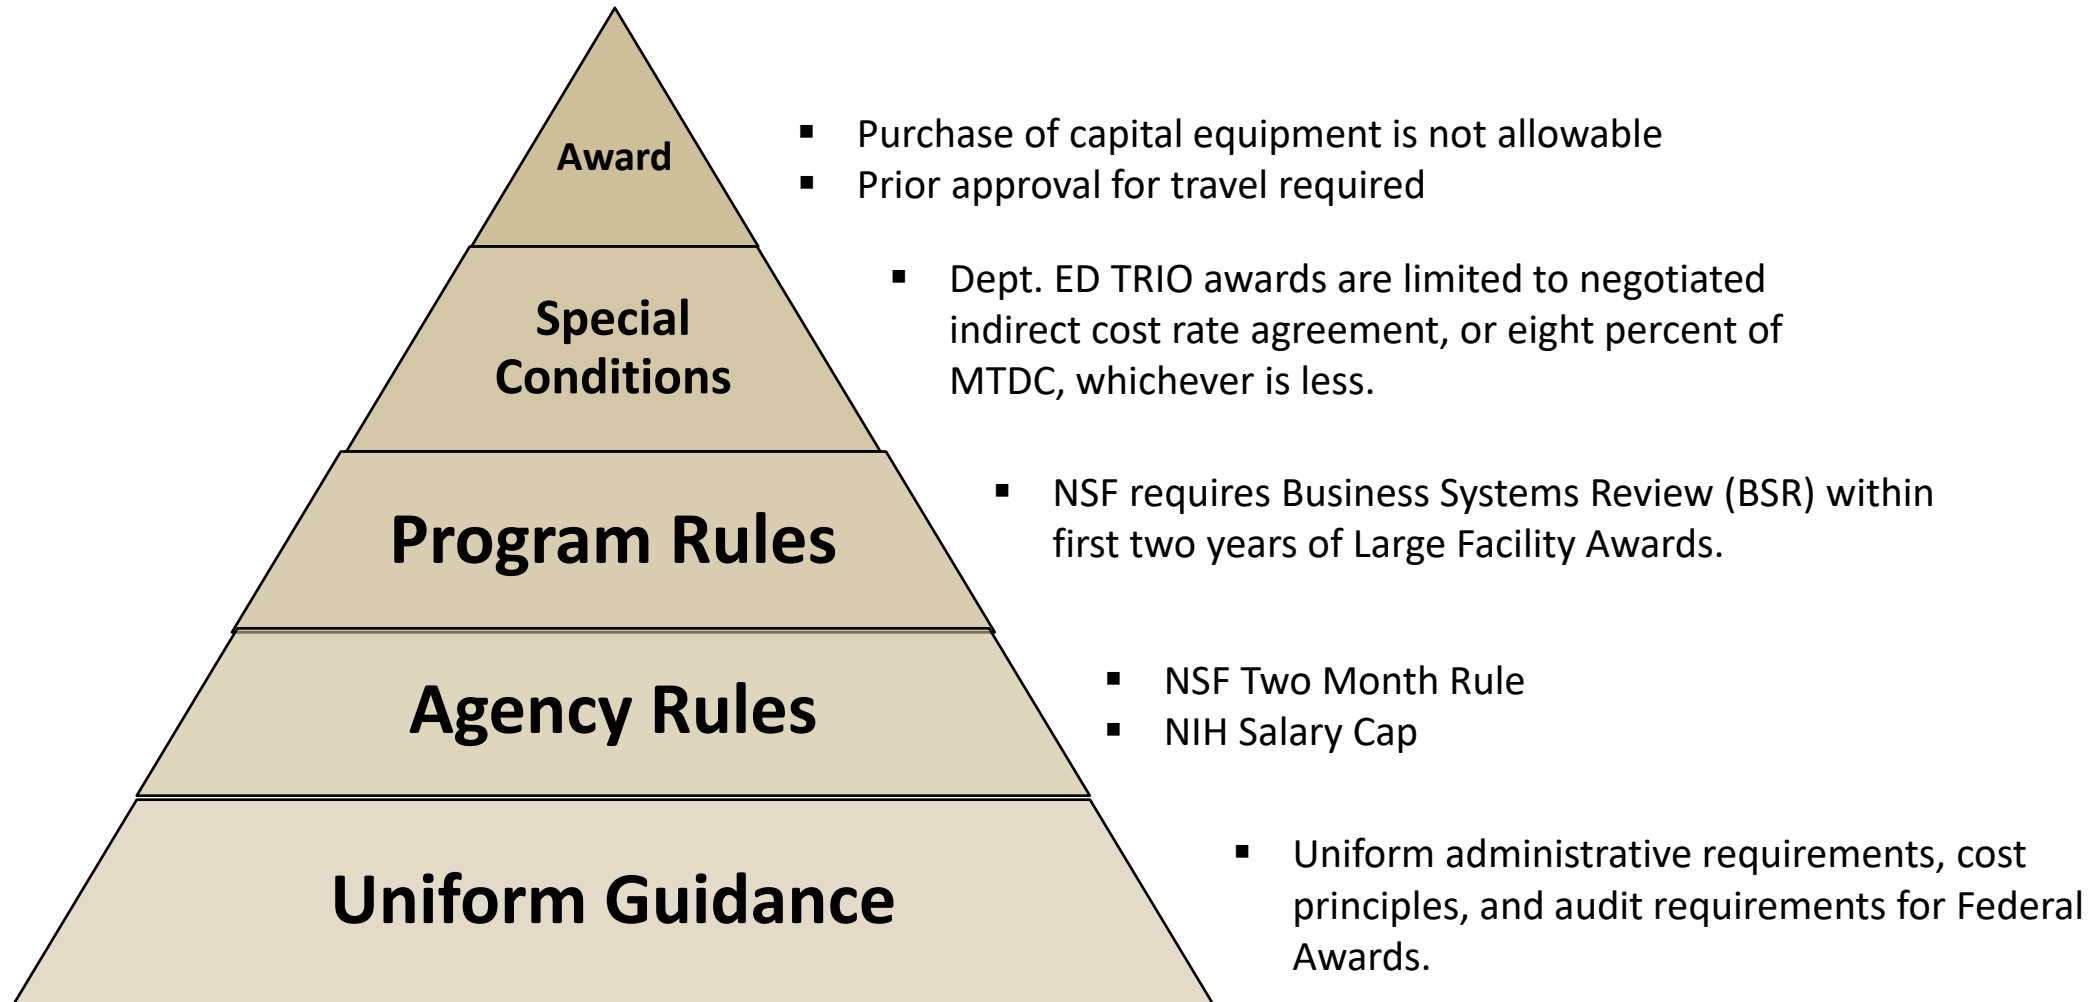 Award
▪ Purchase of capital equipment is not allowable
▪ Prior approval for travel required
Special
Conditions
▪ Dept. ED TRIO awards are limited to negotiated
indirect cost rate agreement, or eight percent of
MTDC, whichever is less.
Program Rules
▪ NSF requires Business Systems Review (BSR) within
first two years of Large Facility Awards.
Agency Rules
▪ NSF Two Month Rule
▪ NIH Salary Cap
Uniform Guidance
▪ Uniform administrative requirements, cost
principles, and audit requirements for Federal
Awards.